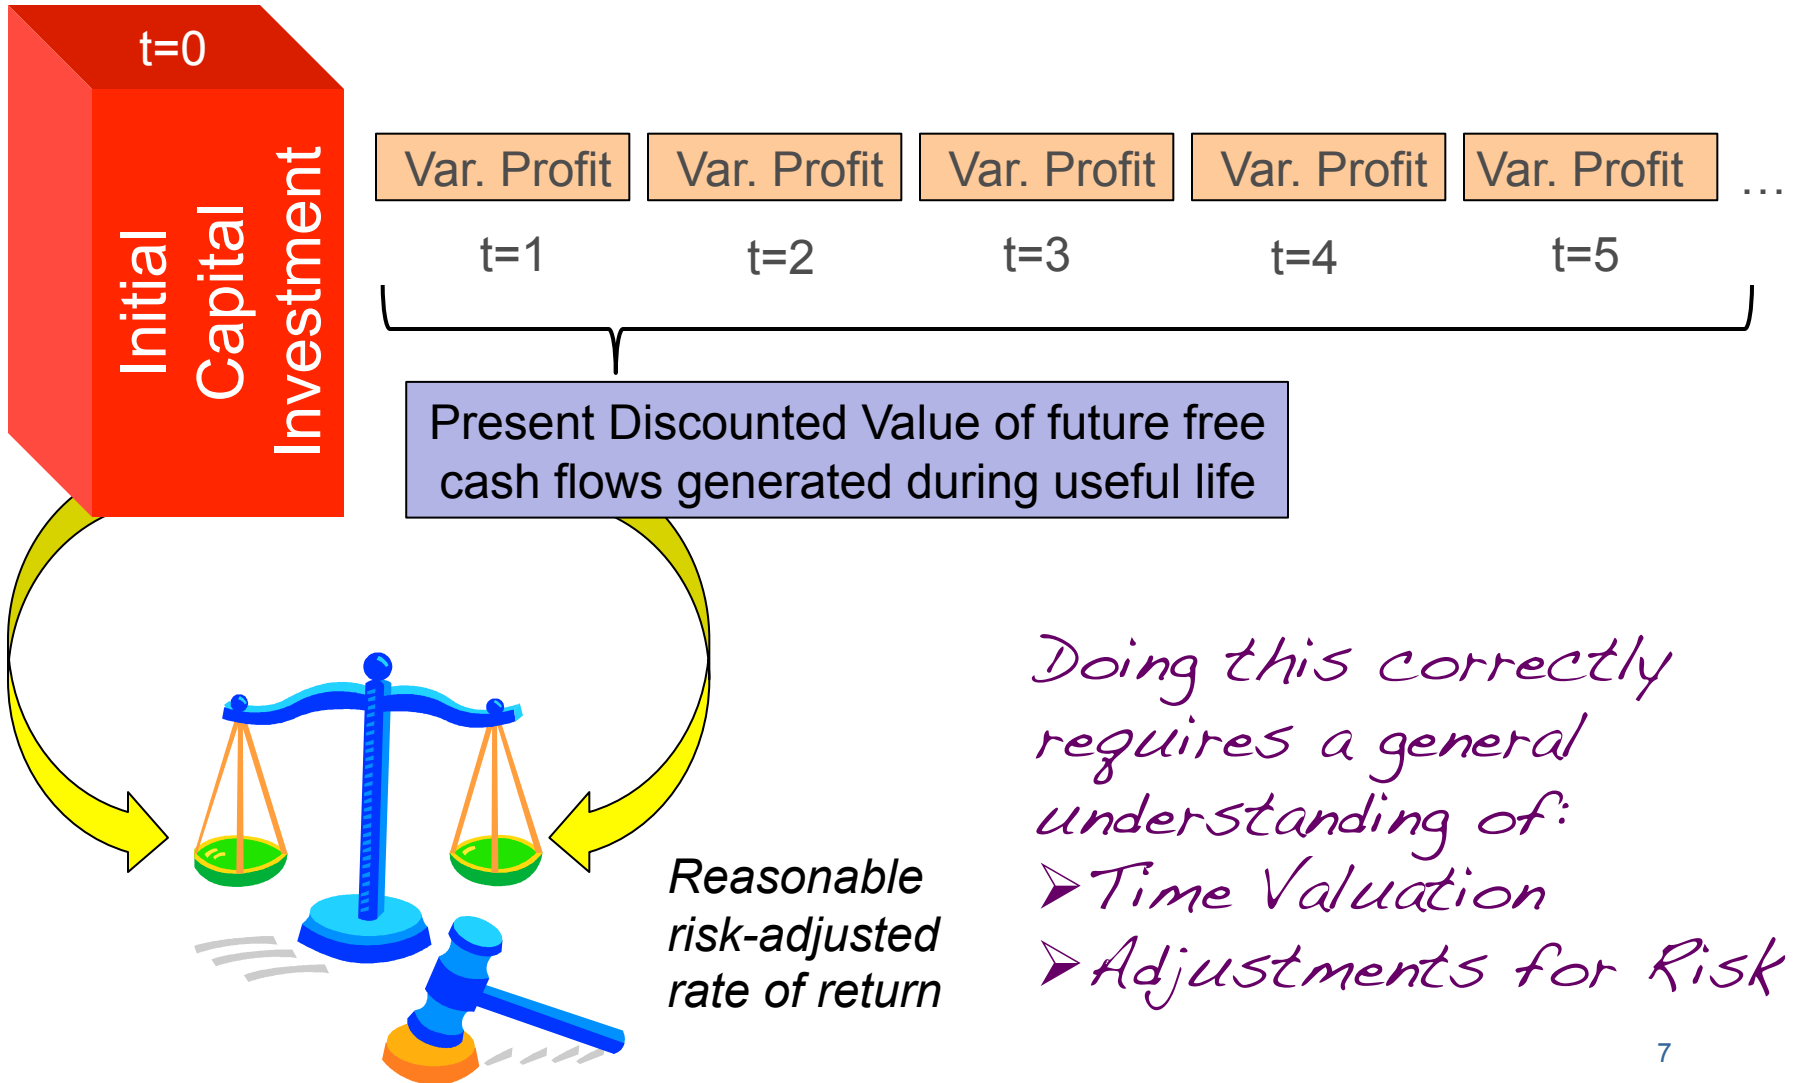 t=0
Initial
Capital
Investment
Var. Profit Var. Profit Var. Profit Var. Profit Var. Profit ...
t=1 t=2 t=3 t=4 t=5
Present Discounted Value of future free
cash flows generated during useful life
Reasonable
risk-adjusted
rate of return
Doing this correctly
requires a general
understanding of:
➢Time Valuation
➢Adjustments for Risk
7